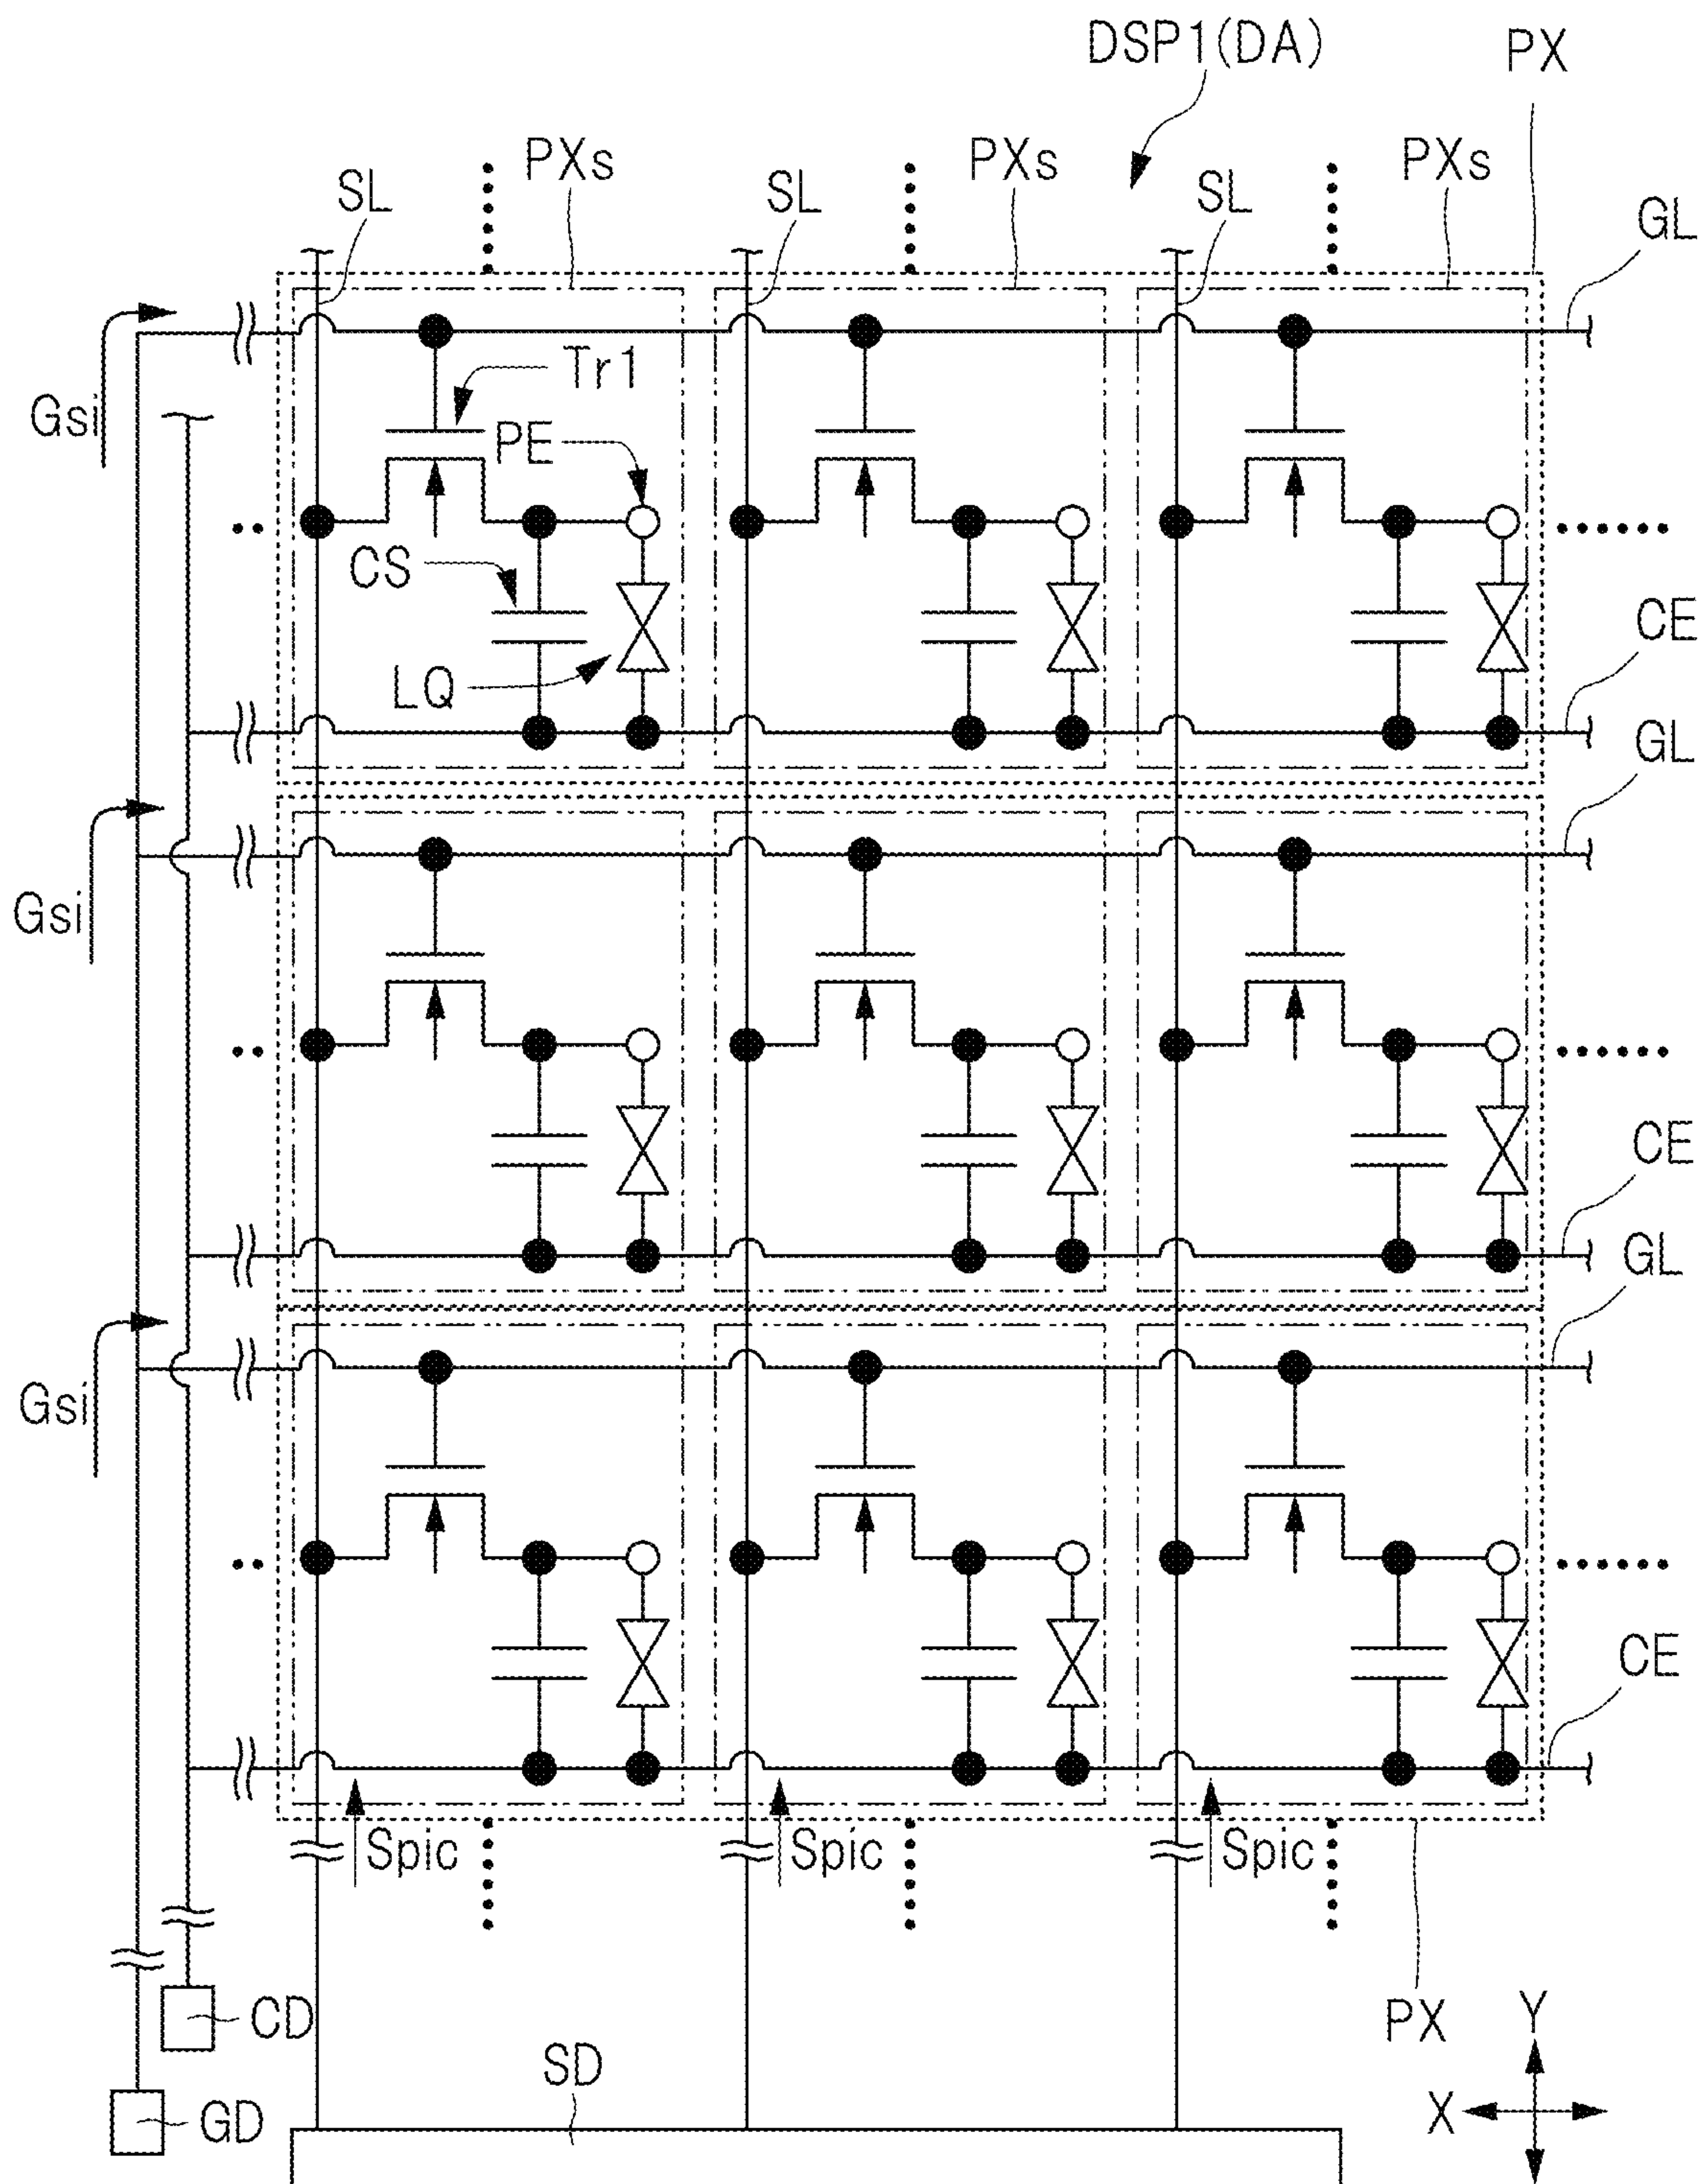 DSP1(DA)
PX
PXs
PXs
PXs
SL
SL
SL
GL
Gsi
Tr1
PE
CS
LQ
CE
GL
Gsi
CE
GL
Gsi
CE
Spic
Spic
Spic
CD
PX
Y
SD
X
GD